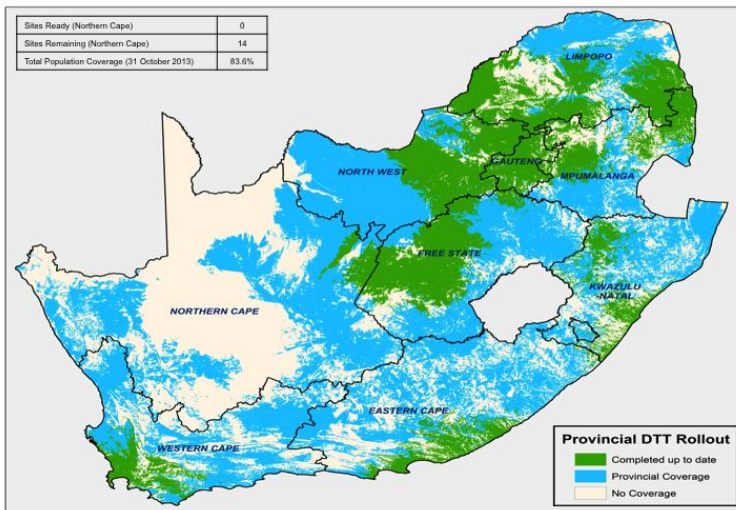 Sites Ready (Northern Cape) 0
Sites Remaining (Northern Cape) 14
Total Population Coverage (31 October 2013) 83.6%
LIMPOPO
NORTH WEST
GAUTENG
MPUMALANGA
FREE STATE
KWAZULU
NATAL
NORTHERN CAPE
EASTERN CAPE
WESTERN CAPE
Provincial DTT Rollout
Completed up to date
Provincial Coverage
No Coverage